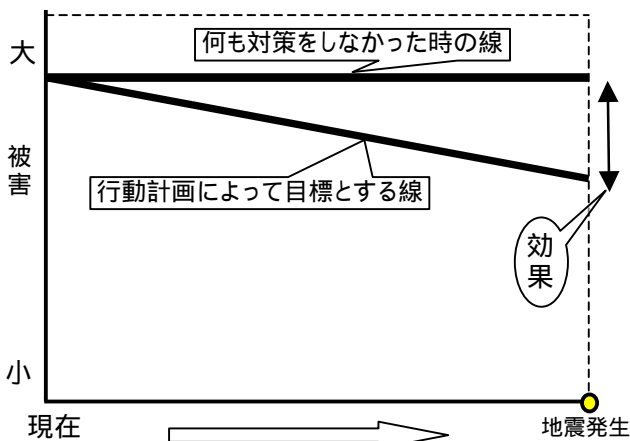 大
何も対策をしなかった時の線
被害
行動計画によって目標とする線
効果
小
現在
地震発生